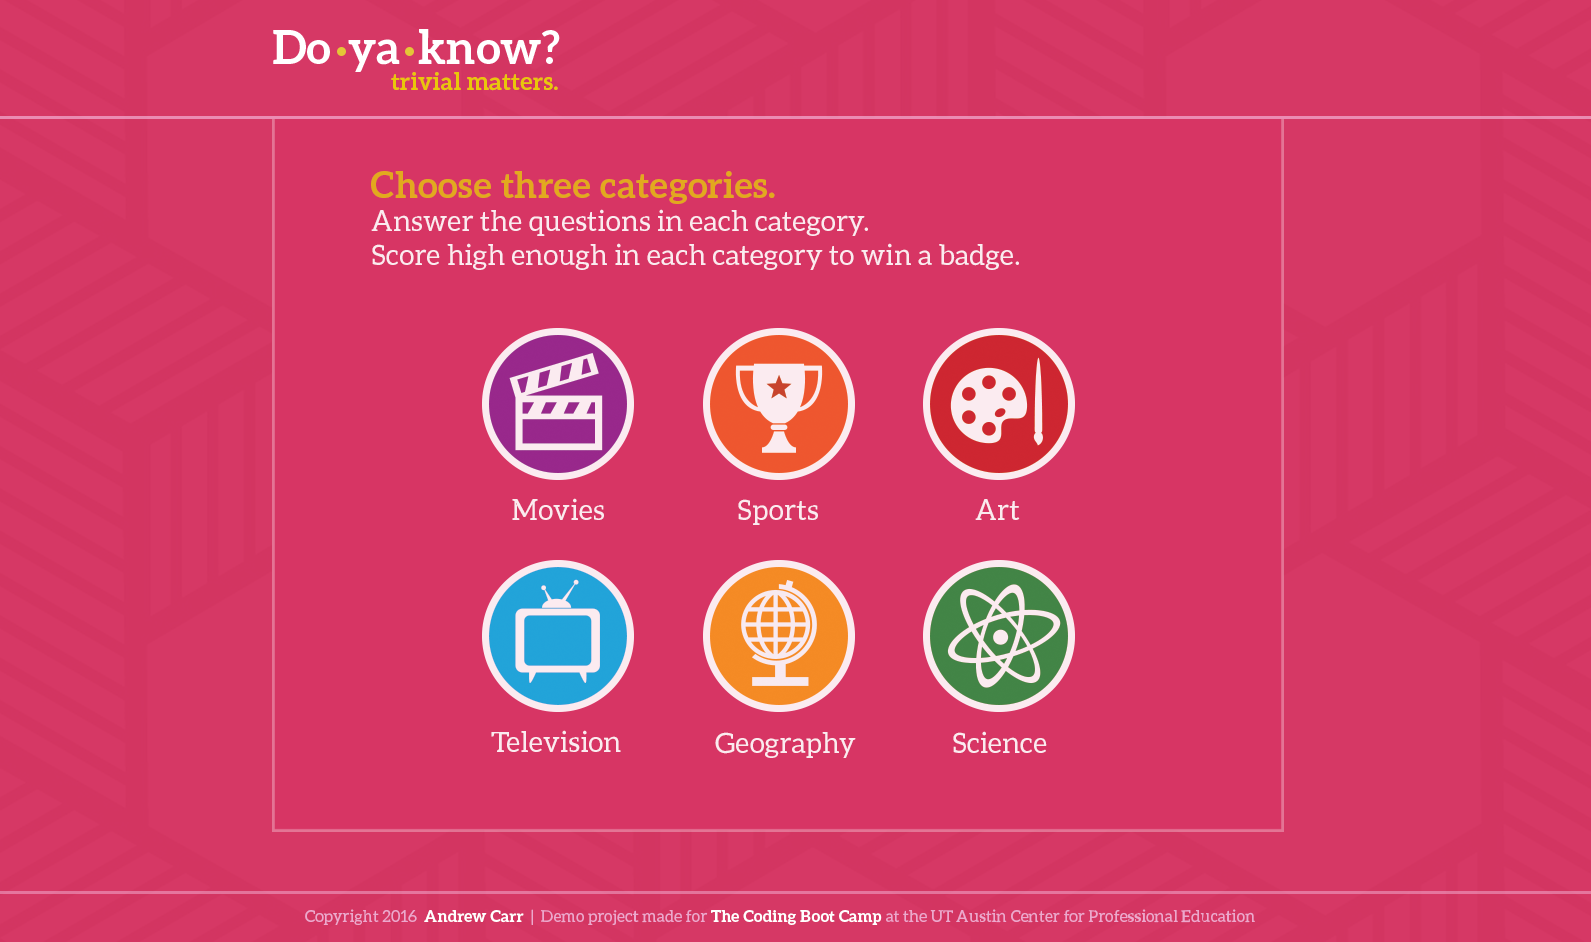 Do•ya•know?
trivial matters.
Choose three categories.
Answer the questions in each category.
Score high enough in each category to win a badge.
Movies
Sports
Art
Television
Geography
Science
Copyright 2016 Andrew Carr | Demo project made for The Coding Boot Camp at the UT Austin Center for Professional Education